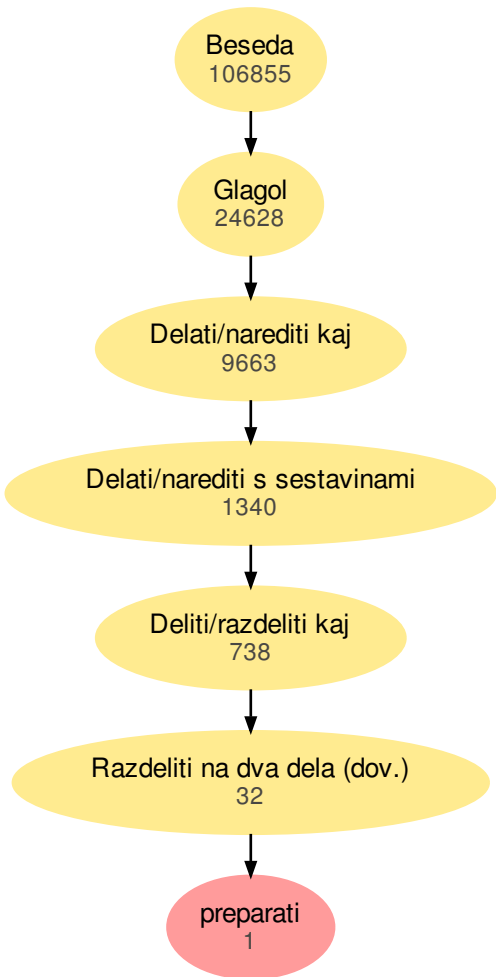 Beseda
106855
Glagol
24628
Delati/narediti kaj
9663
Delati/narediti s sestavinami
1340
Deliti/razdeliti kaj
738
Razdeliti na dva dela (dov.)
32
preparati
1